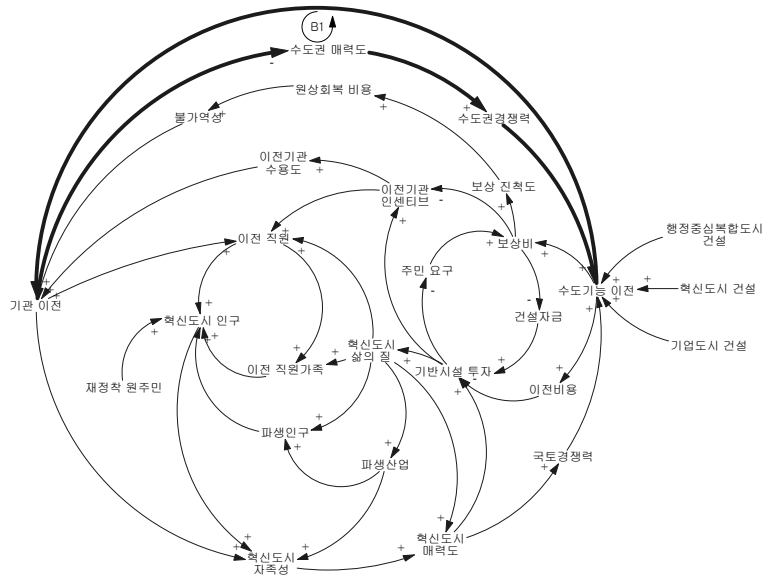 B1
수도권 매력도
-
원상회복 비용
+
불가역성
+
수도권경쟁력
+
이전기관
수용도
+
이전기관
인센티브
-
+
보상 진척도
+
행정중심복합도시
건설
+
이전 직원
+
+
+
+
보상비
+
+
주민 요구
-
수도기능 이전
+
+
+
+
+
혁신도시 건설
기관 이전
+
+
+
건설자금
-
혁신도시 인구
+
+
+
+
기업도시 건설
재정착 원주민
이전 직원가족
+
+
혁신도시
삶의 질
+
기반시설 투자
+
-
+
이전비용
+
파생인구
+
+
파생산업
+
국토경쟁력
+
혁신도시
자족성
+
+
+
혁신도시
매력도
+
+